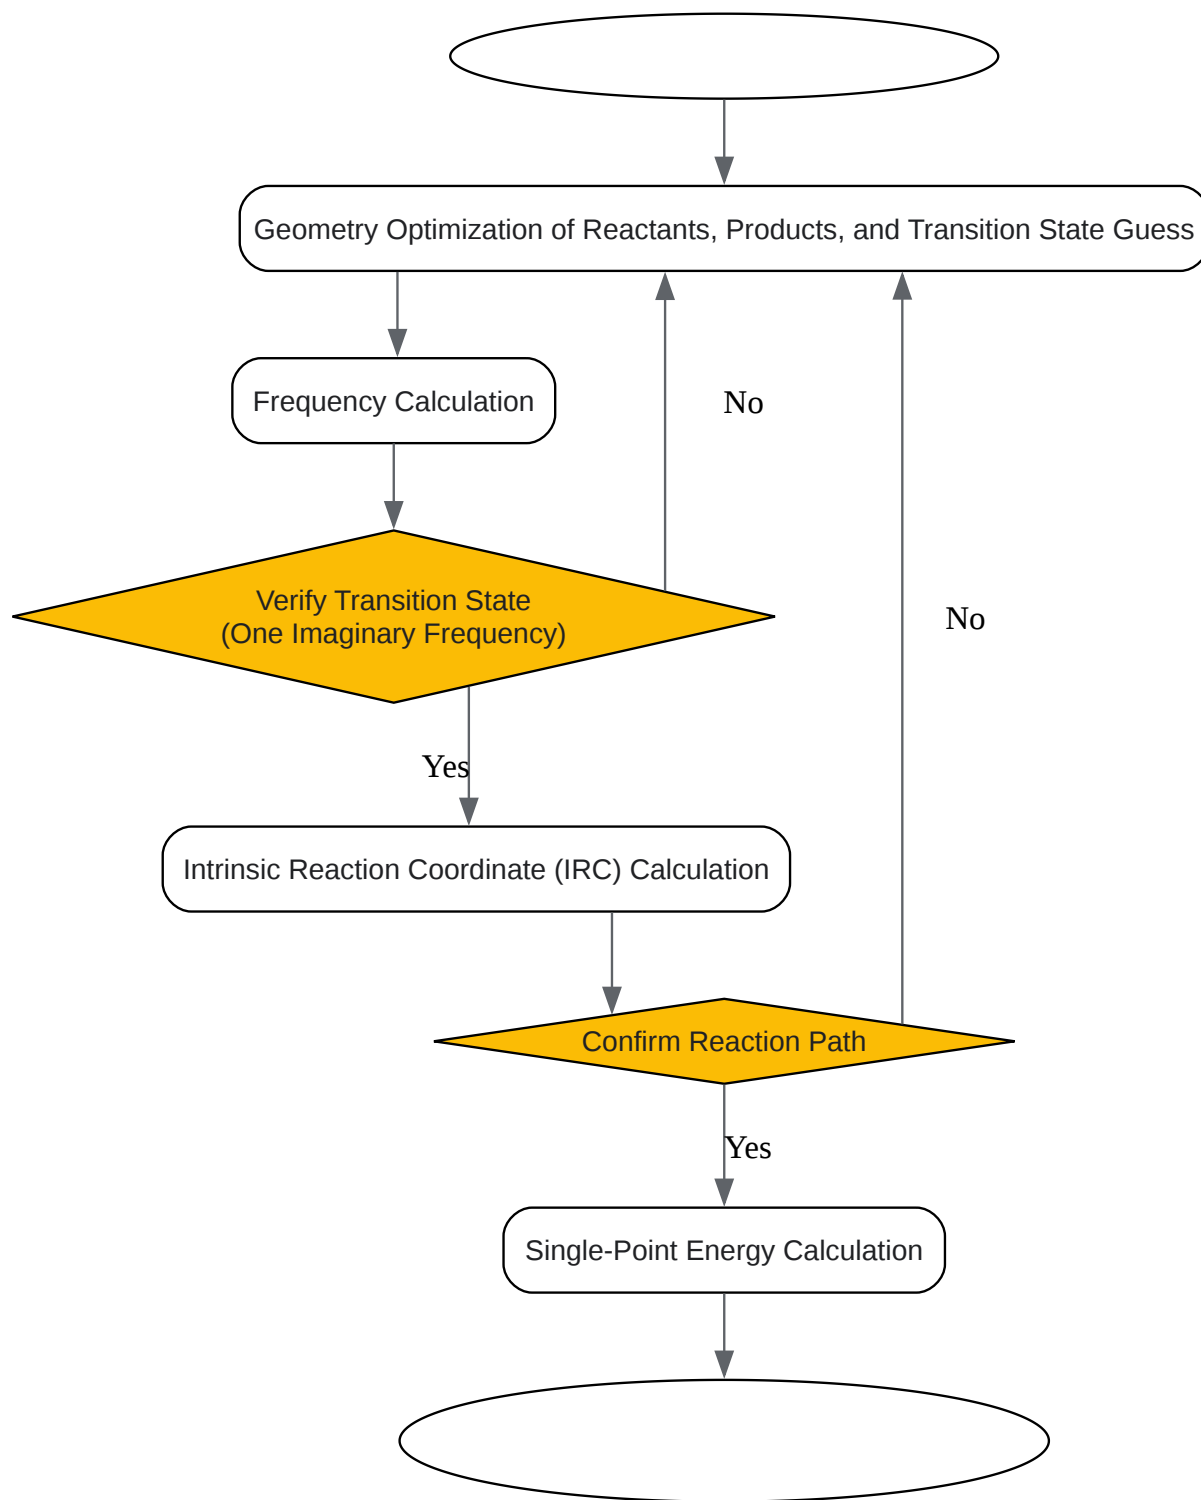 Geometry Optimization of Reactants, Products, and Transition State Guess
Frequency Calculation
No
Verify Transition State
(One Imaginary Frequency)
No
Yes
Intrinsic Reaction Coordinate (IRC) Calculation
Confirm Reaction Path
Yes
Single-Point Energy Calculation